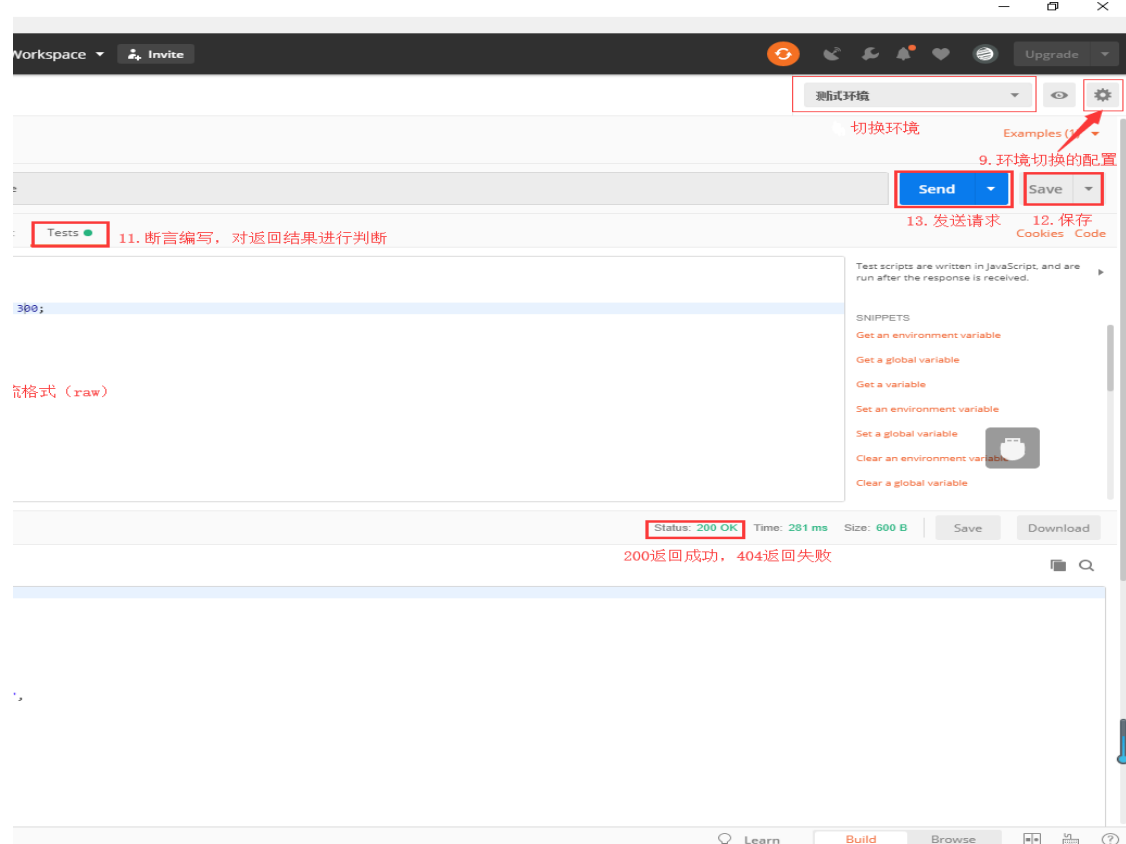 Workspace Invite Upgrade
测试环境
切换环境
Examples (1)
9. 环境切换的配置
Send Save
13. 发送请求 12. 保存
Tests
11. 断言编写，对返回结果进行判断
Cookies Code
Test scripts are written in JavaScript, and are
run after the response is received.
300;
SNIPPETS
Get an environment variable
Get a global variable
Get a variable
流格式（raw）
Set an environment variable
Set a global variable
Clear an environment variable
Clear a global variable
Status: 200 OK Time: 281 ms Size: 600 B Save Download
200返回成功，404返回失败
',
Learn Build Browse